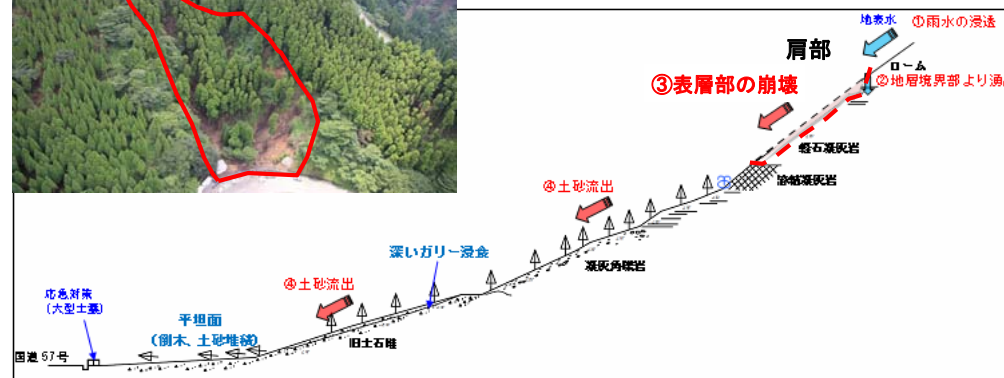 地表水 ①雨水の浸透
肩部
ローム
②地層境界部より湧
③表層部の崩壊
軽石凝灰岩
溶結凝灰岩
④土砂流出
凝灰角礫岩
深いガリー浸食
④土砂流出
応急対策
(大型土嚢)
平坦面
(倒木、土砂堆積)
旧土石堆
国道57号